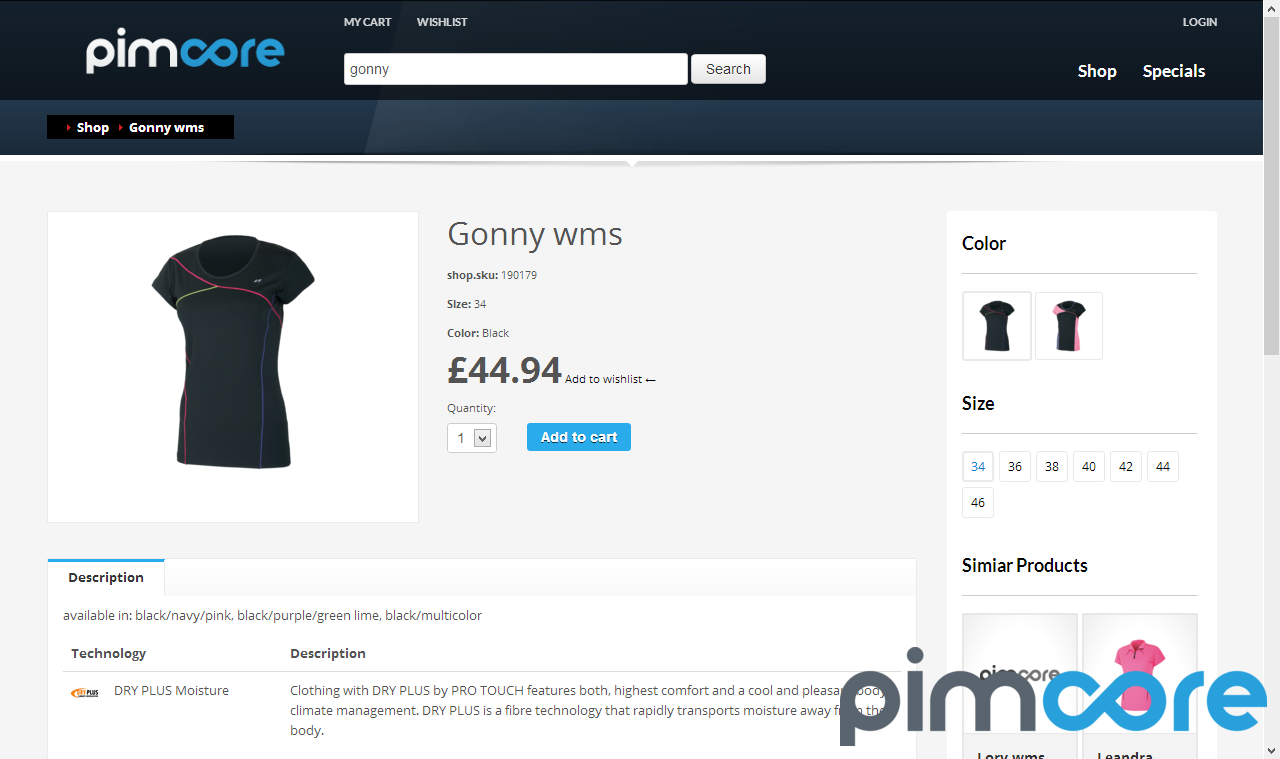 MY CART WISHLIST LOGIN
pimcore
gonny Search
Shop Specials
Shop Gonny wms
Gonny wms
shop.sku: 190179
Size: 34
Color: Black
£44.94 Add to wishlist ←
Quantity:
1 Add to cart
Color
Size
34 36 38 40 42 44
46
Simiar Products
pimcore
Lory wms Leandra
Description
available in: black/navy/pink, black/purple/green lime, black/multicolor
Technology Description
DRY PLUS DRY PLUS Moisture Clothing with DRY PLUS by PRO TOUCH features both, highest comfort and a cool and pleasant body
climate management. DRY PLUS is a fibre technology that rapidly transports moisture away from the
body.
pimcore